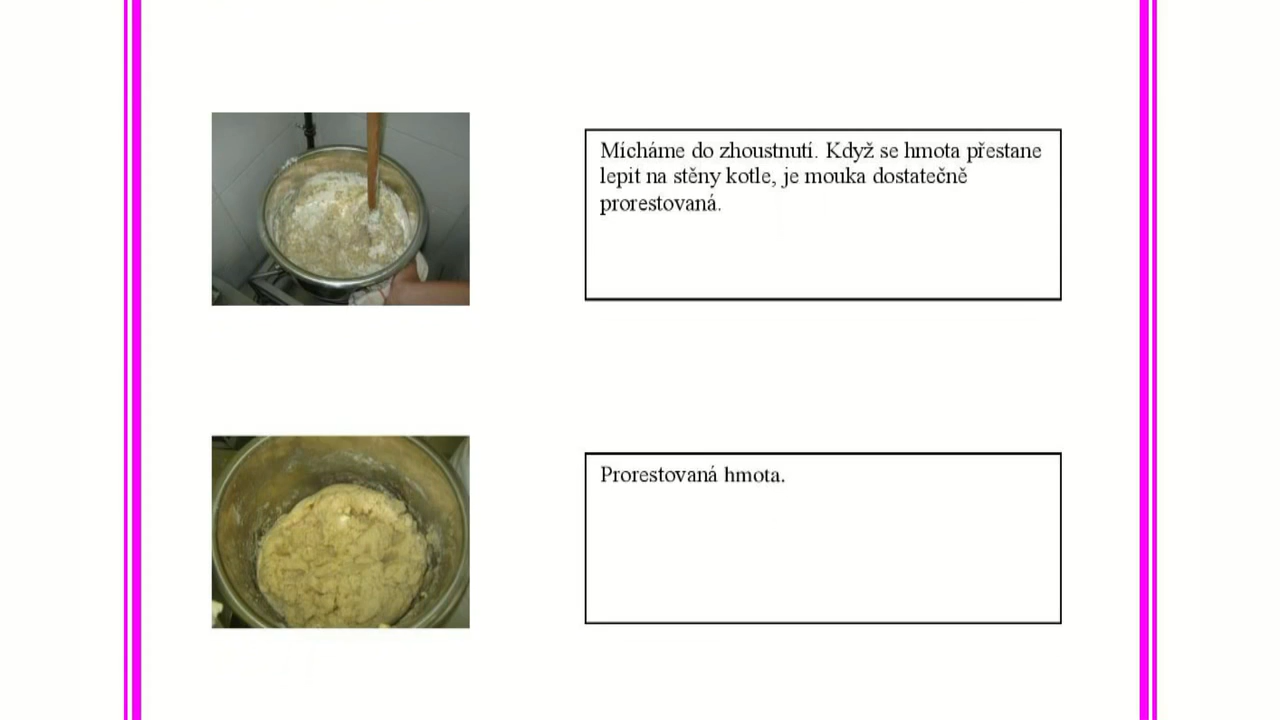 Mícháme do zhoustnutí. Když se hmota přestane
lepit na stěny kotle, je mouka dostatečně
prorestovaná.
Prorestovaná hmota.